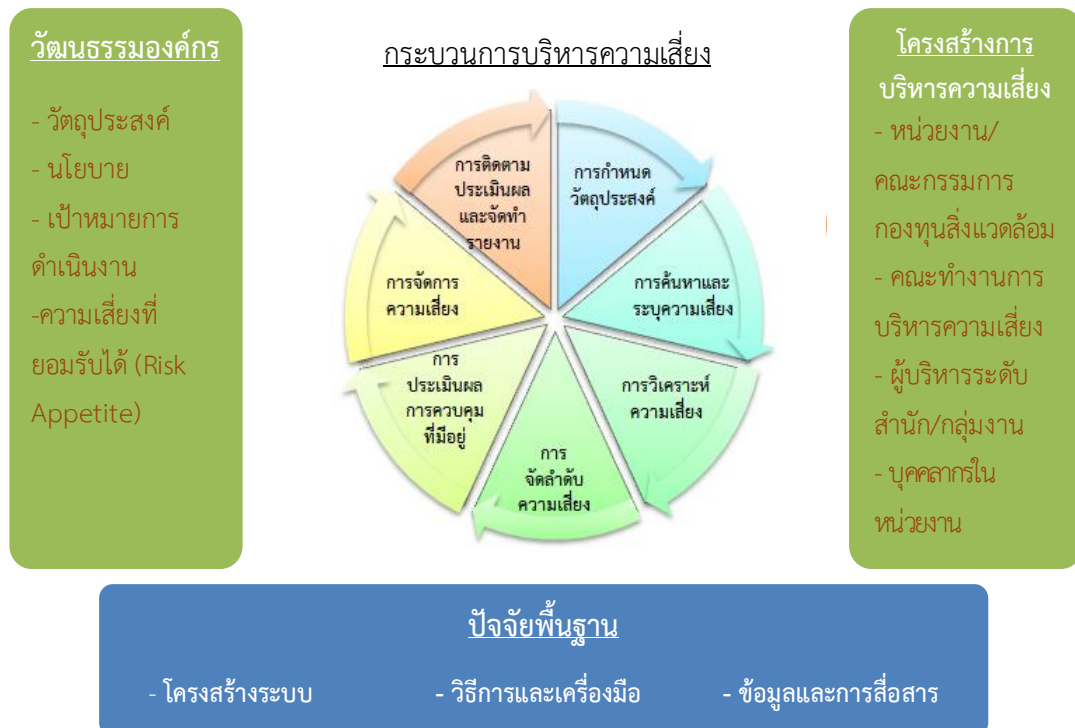 วัฒนธรรมองค์กร
- วัตถุประสงค์
- นโยบาย
- เป้าหมายการ
ดำเนินงาน
-ความเสี่ยงที่
ยอมรับได้ (Risk
Appetite)
กระบวนการบริหารความเสี่ยง
การกำหนด
วัตถุประสงค์
การค้นหาและ
ระบุความเสี่ยง
การวิเคราะห์
ความเสี่ยง
การ
จัดลำดับ
ความเสี่ยง
การ
ประเมินผล
การควบคุม
ที่มีอยู่
การจัดการ
ความเสี่ยง
การติดตาม
ประเมินผล
และจัดทำ
รายงาน
โครงสร้างการ
บริหารความเสี่ยง
- หน่วยงาน/
คณะกรรมการ
กองทุนสิ่งแวดล้อม
- คณะทำงานการ
บริหารความเสี่ยง
- ผู้บริหารระดับ
สำนัก/กลุ่มงาน
- บุคคลากรใน
หน่วยงาน
ปัจจัยพื้นฐาน
- โครงสร้างระบบ - วิธีการและเครื่องมือ - ข้อมูลและการสื่อสาร